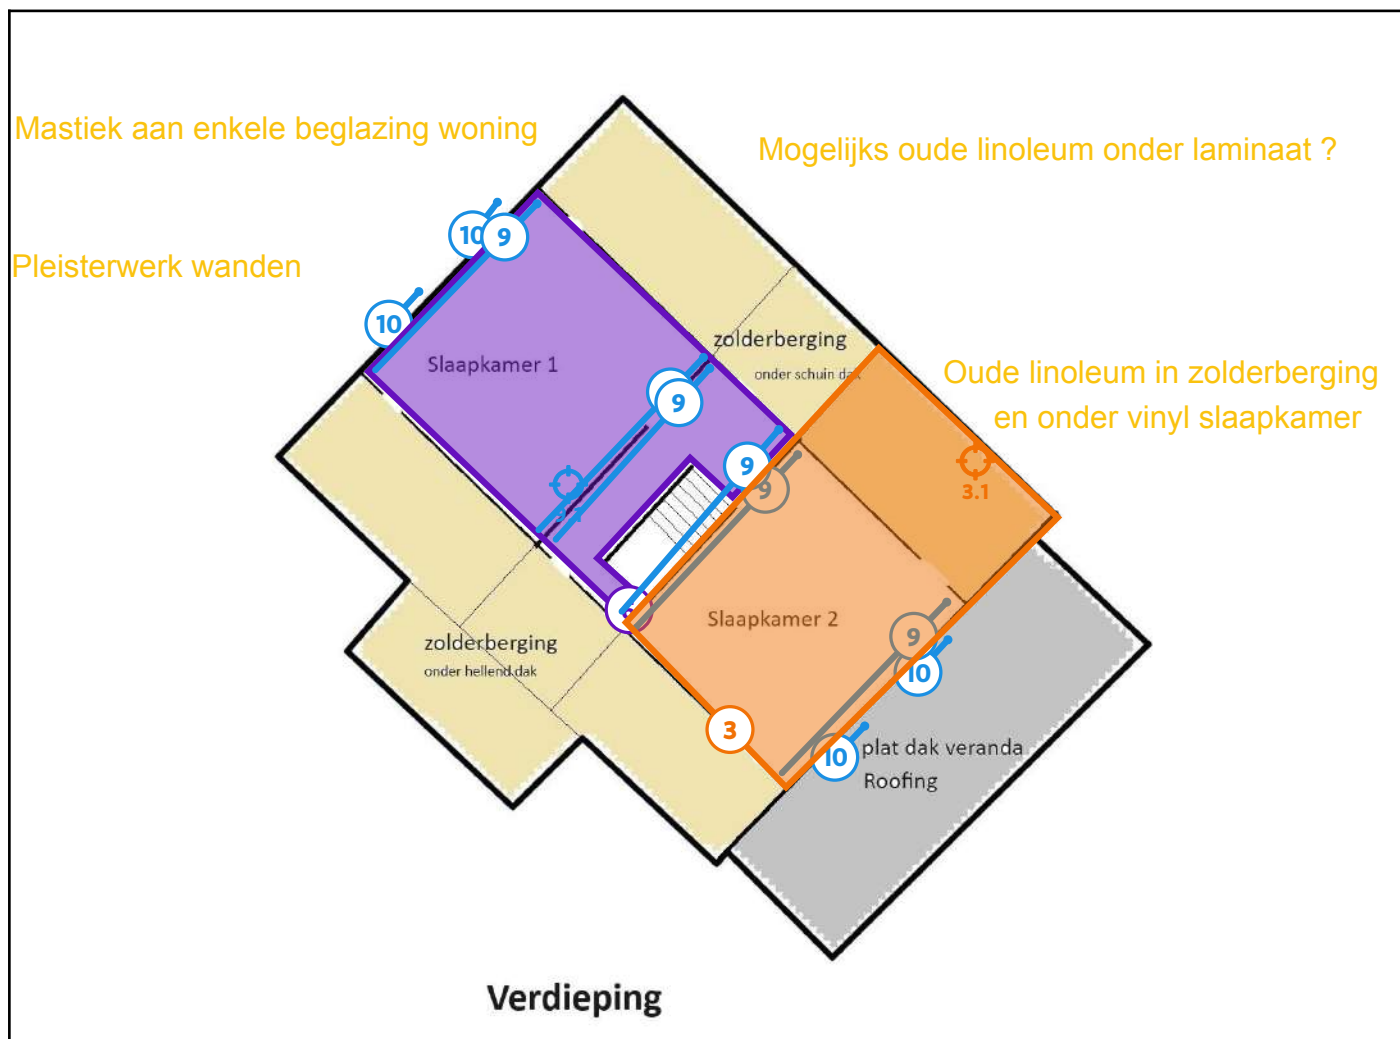 Mastiek aan enkele beglazing woning
Mogelijks oude linoleum onder laminaat ?
10
9
Pleisterwerk wanden
10
zolderberging
onder schuin dak
Slaapkamer 1
Oude linoleum in zolderberging
en onder vinyl slaapkamer
9
9
9
3.1
Slaapkamer 2
9
zolderberging
onder hellend dak
10
3
10
plat dak veranda
Roofing
Verdieping